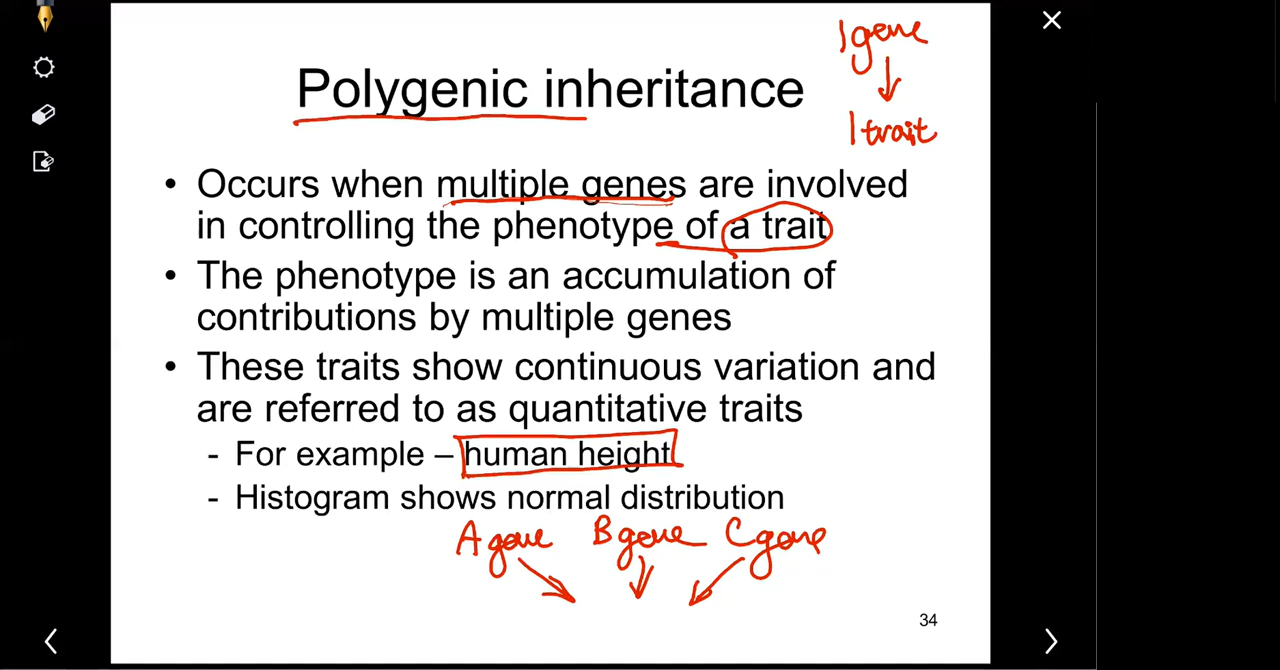 1gene
Polygenic inheritance
1 trait
• Occurs when multiple genes are involved
in controlling the phenotype of a trait
• The phenotype is an accumulation of
contributions by multiple genes
• These traits show continuous variation and
are referred to as quantitative traits
- For example – human height
- Histogram shows normal distribution
A gene B gene C gene
34